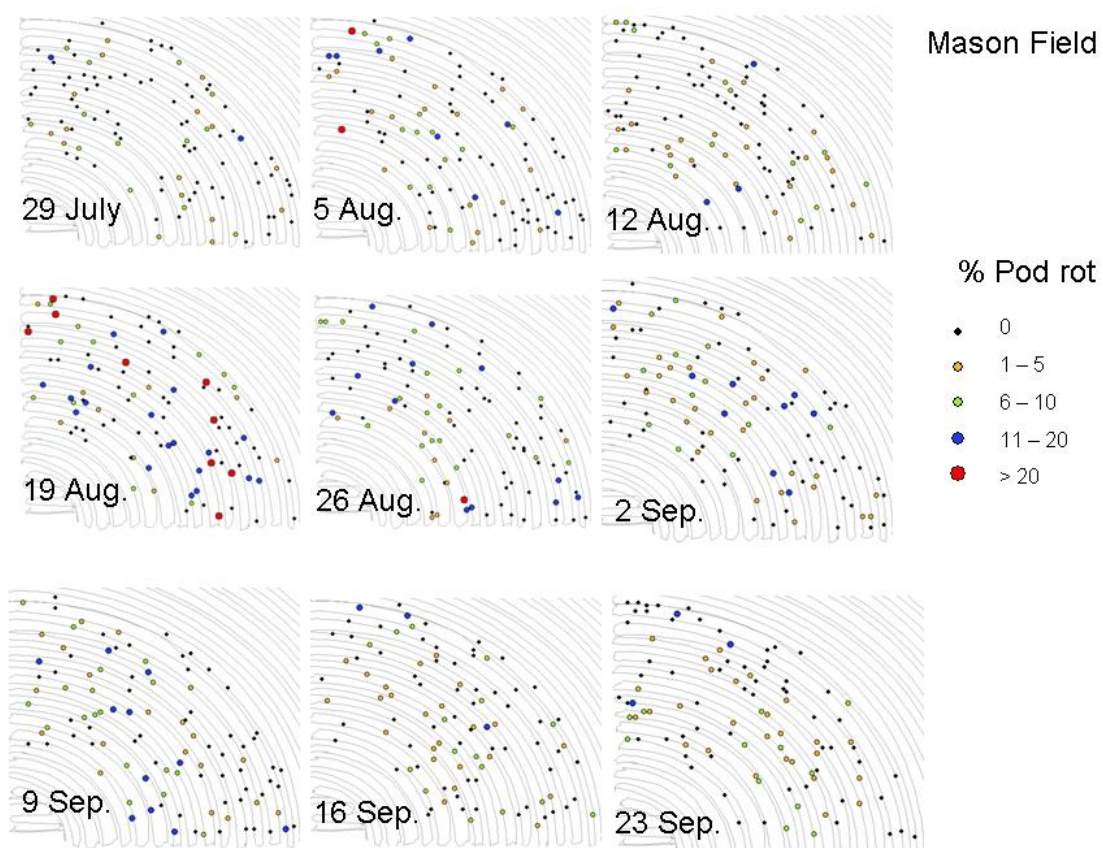 Mason Field
29 July
5 Aug.
12 Aug.
% Pod rot
0
1 – 5
6 – 10
11 – 20
> 20
19 Aug.
26 Aug.
2 Sep.
9 Sep.
16 Sep.
23 Sep.